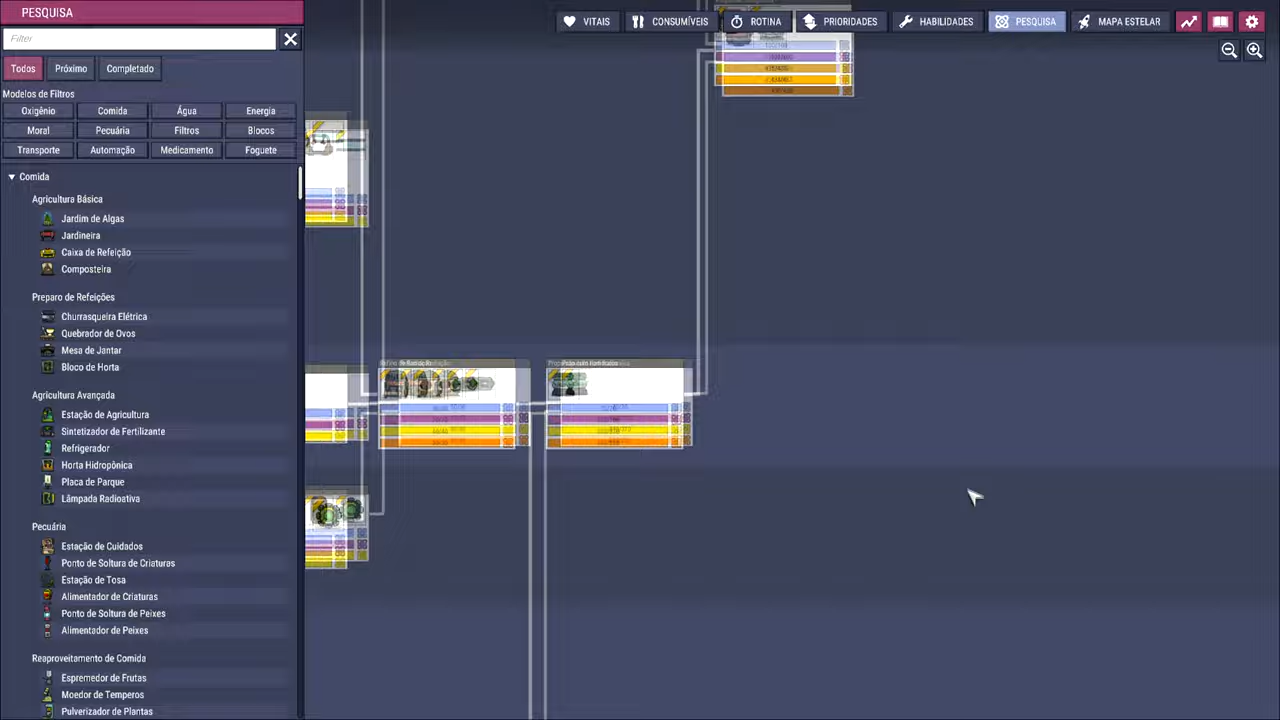 PESQUISA
VITAIS
CONSUMÍVEIS
ROTINA
PRIORIDADES
HABILIDADES
PESQUISA
MAPA ESTELAR
Filter
Modelos de
Oxigênio
Comida
Água
Energia
Moral
Pecuária
Filtros
Blocos
Transporte
Automação
Medicamento
Foguete
Comida
Agricultura Básica
Jardim de Algas
Jardineira
Caixa de Refeição
Composteira
Preparo de Refeições
Churrasqueira Elétrica
Quebrador de Ovos
Mesa de Jantar
Bloco de Horta
Agricultura Avançada
Estação de Agricultura
Sintetizador de Fertilizante
Refrigerador
Horta Hidropônica
Placa de Parque
Lâmpada Radioativa
Pecuária
Estação de Cuidados
Ponto de Soltura de Criaturas
Estação de Tosa
Alimentador de Criaturas
Ponto de Soltura de Peixes
Alimentador de Peixes
Reaproveitamento de Comida
Espremedor de Frutas
Moedor de Temperos
Pulverizador de Plantas